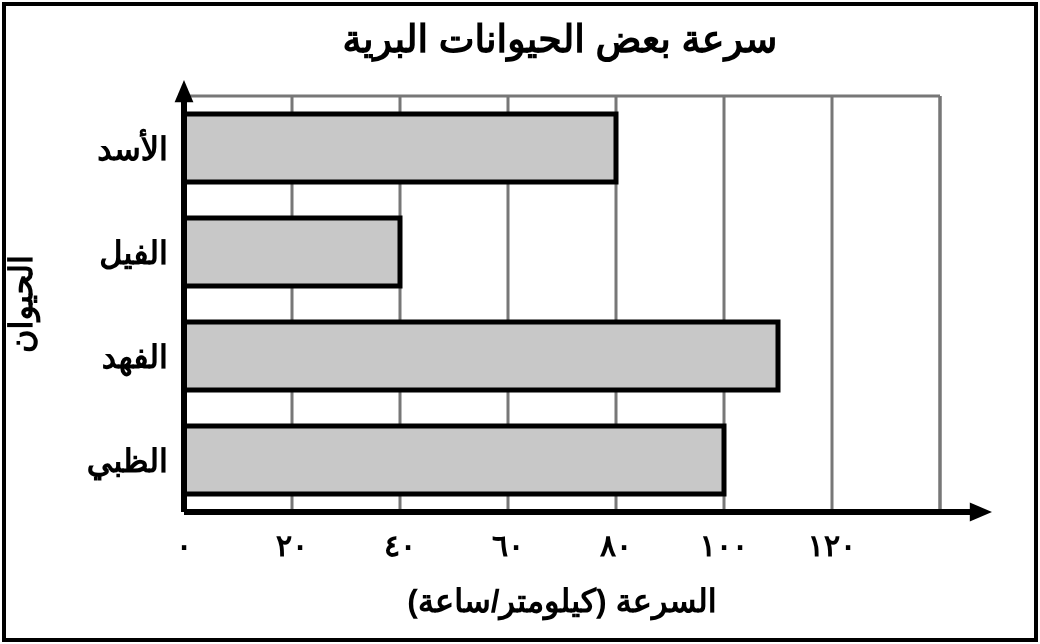 سرعة بعض الحيوانات البرية
الحيوان
الأسد
الفيل
الفهد
الظبي
٠ ٢٠ ٤٠ ٦٠ ٨٠ ١٠٠ ١٢٠
السرعة (كيلومتر/ساعة)